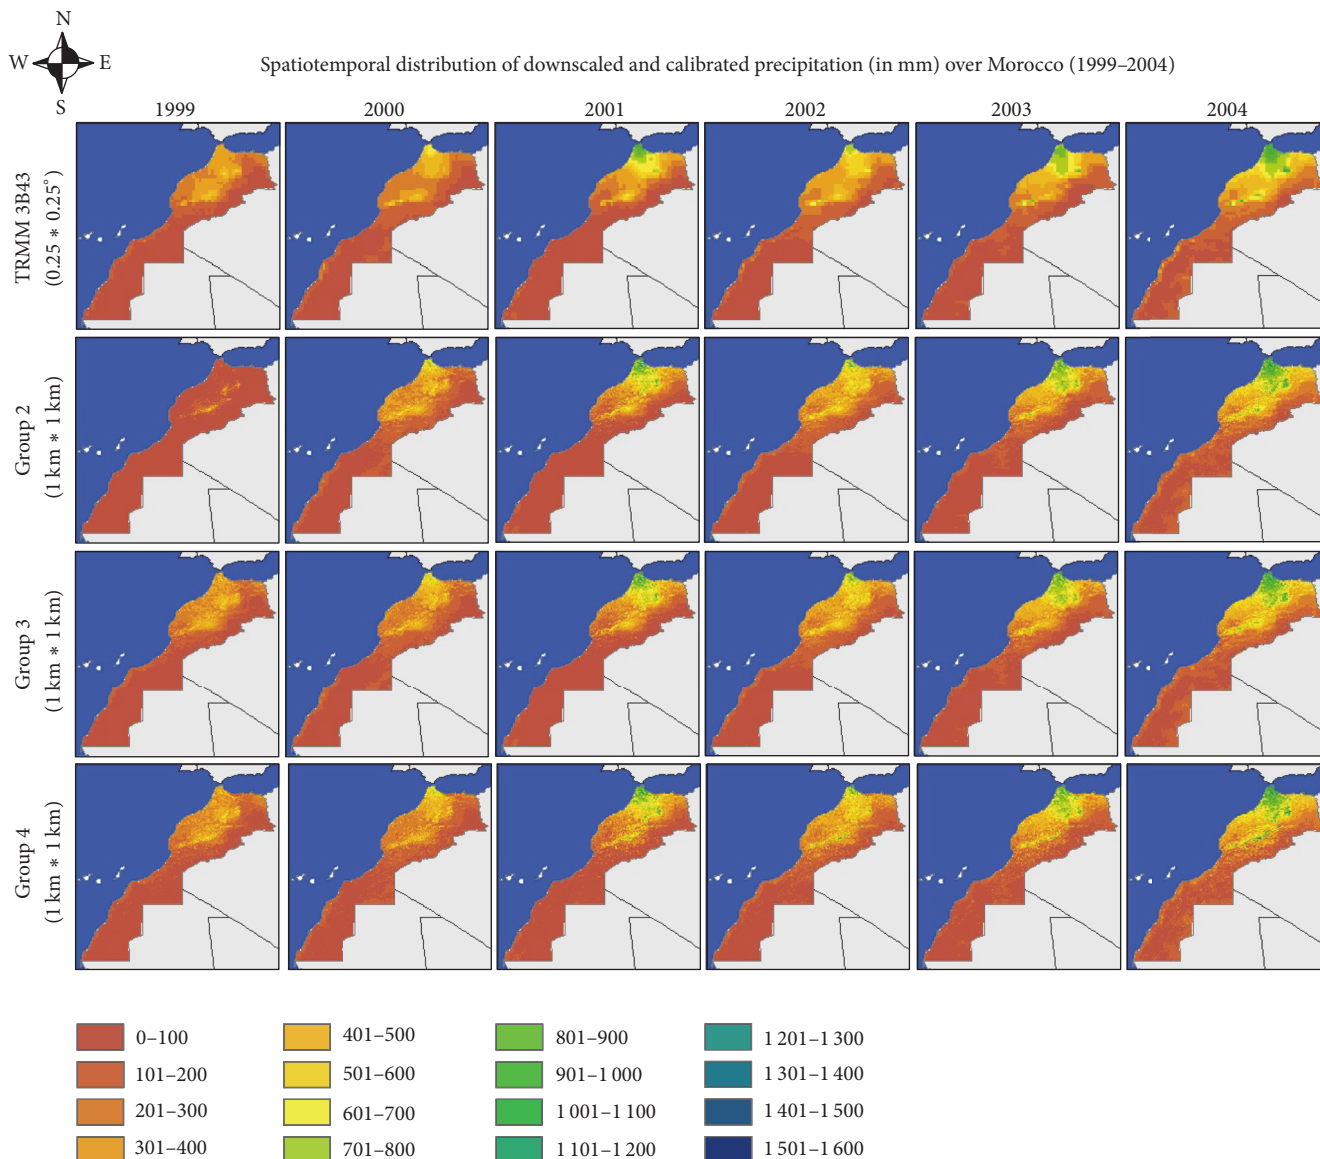 N
W E
S
Spatiotemporal distribution of downscaled and calibrated precipitation (in mm) over Morocco (1999–2004)
1999 2000 2001 2002 2003 2004
TRMM 3B43
(0.25 * 0.25°)
Group 2
(1 km * 1 km)
Group 3
(1 km * 1 km)
Group 4
(1 km * 1 km)
0–100
101–200
201–300
301–400
401–500
501–600
601–700
701–800
801–900
901–1 000
1 001–1 100
1 101–1 200
1 201–1 300
1 301–1 400
1 401–1 500
1 501–1 600